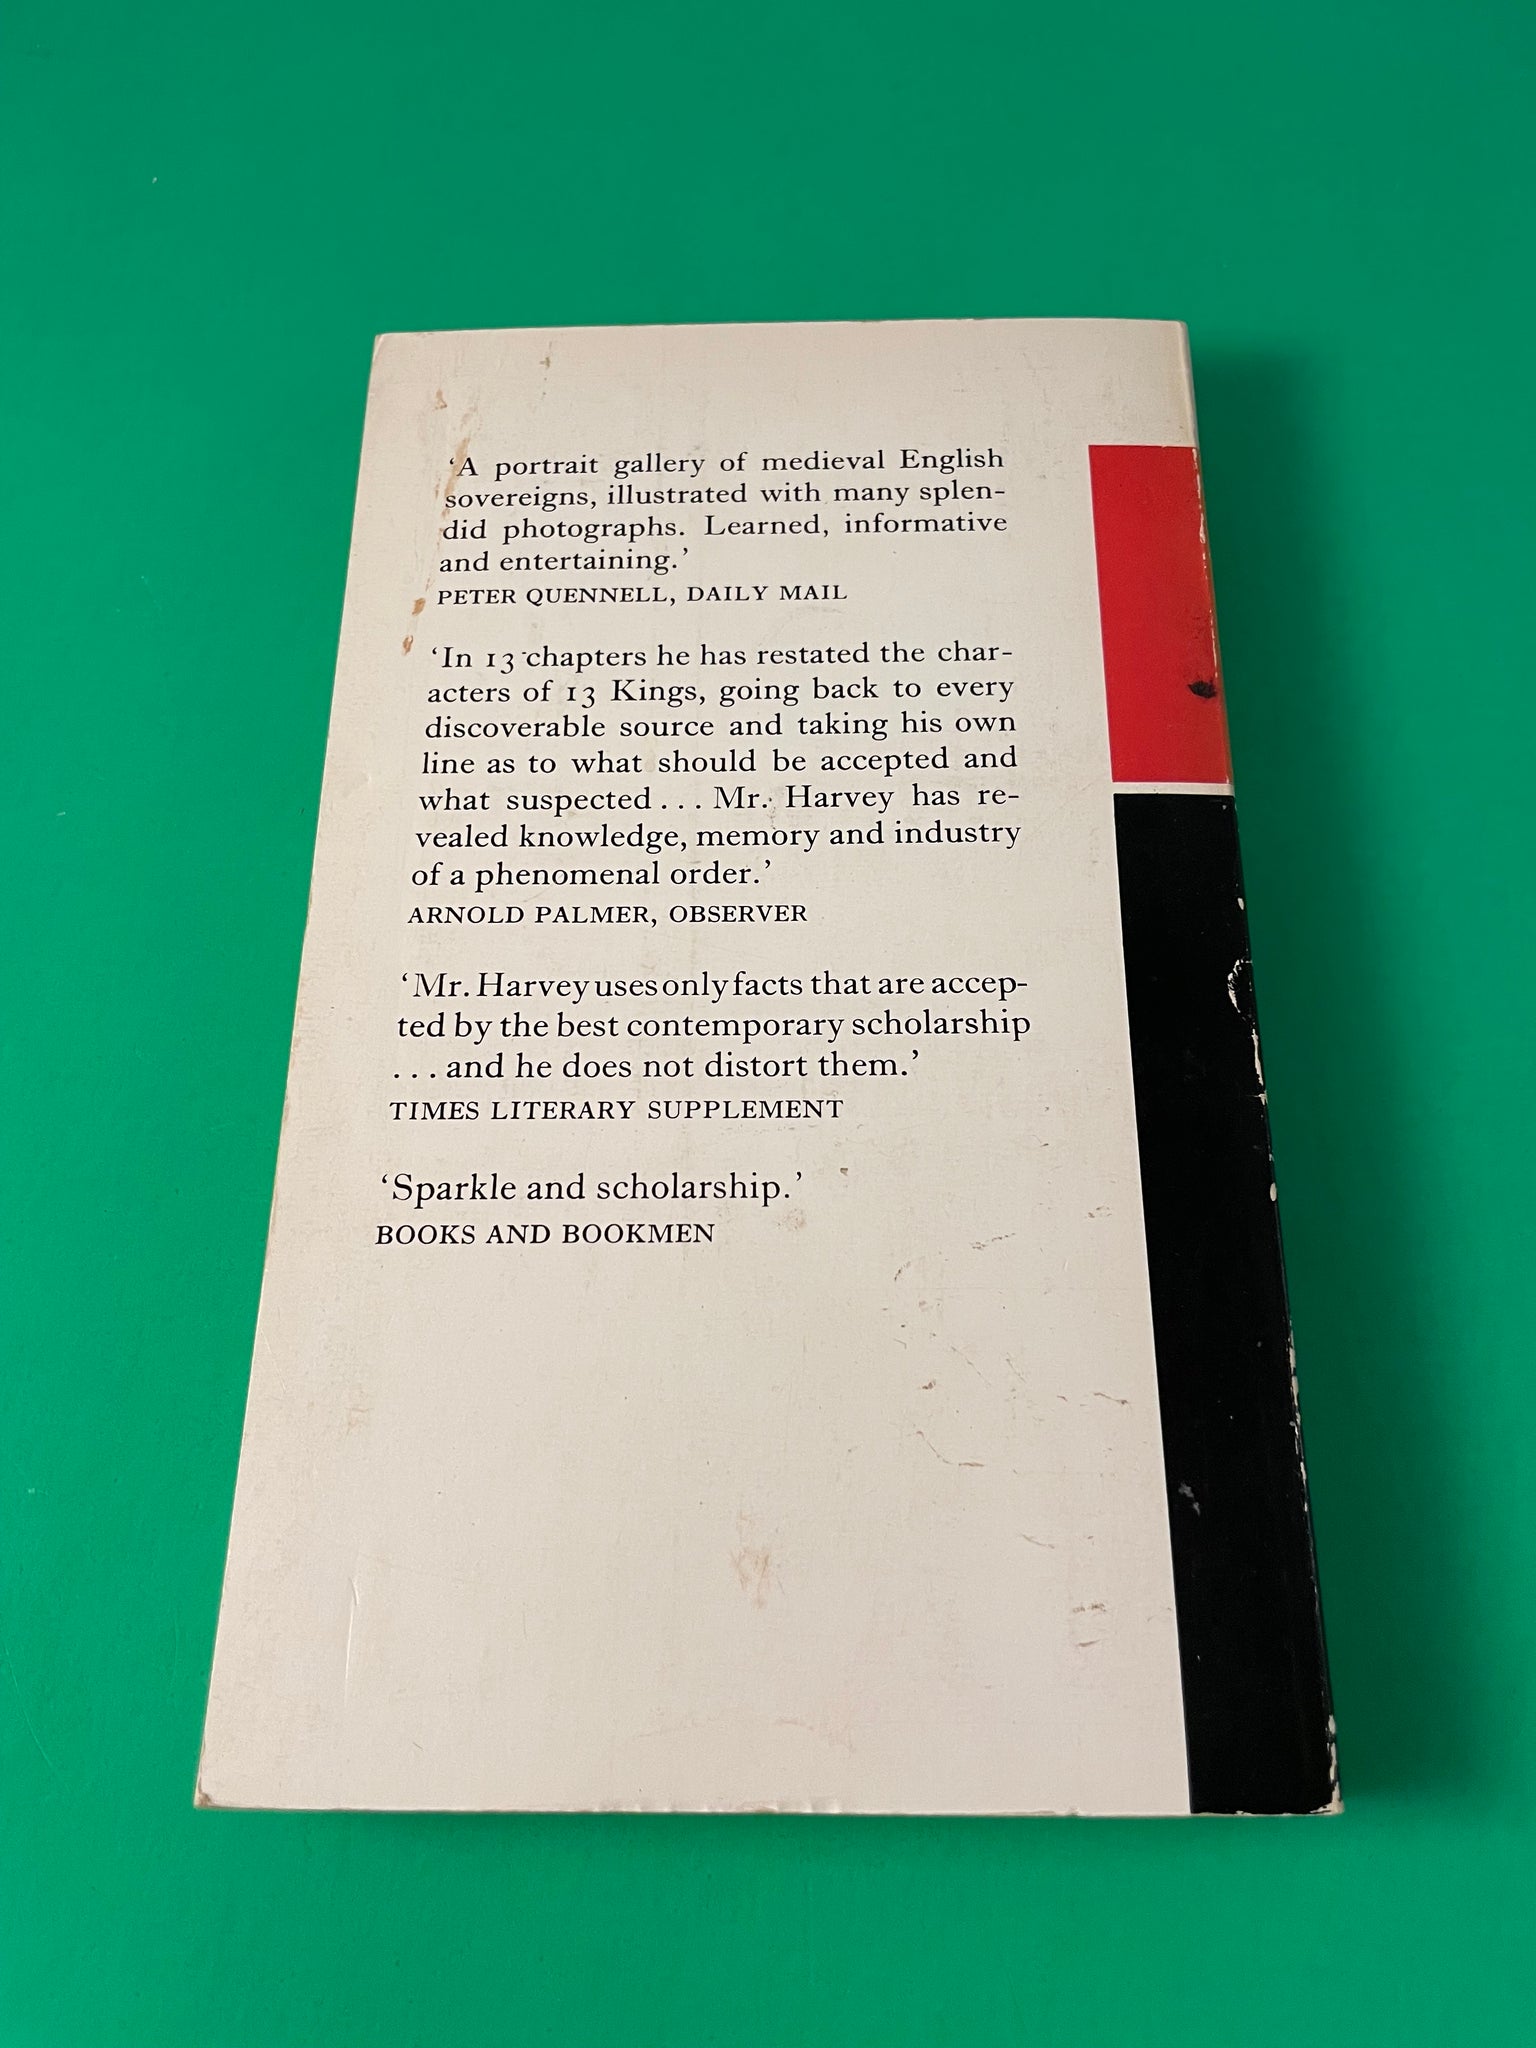 ‘A portrait gallery of medieval English
sovereigns, illustrated with many splen-
did photographs. Learned, informative
and entertaining.’
PETER QUENNELL, DAILY MAIL
‘In 13 chapters he has restated the char-
acters of 13 Kings, going back to every
discoverable source and taking his own
line as to what should be accepted and
what suspected . . . Mr. Harvey has re-
vealed knowledge, memory and industry
of a phenomenal order.’
ARNOLD PALMER, OBSERVER
‘Mr. Harvey uses only facts that are accep-
ted by the best contemporary scholarship
. . . and he does not distort them.’
TIMES LITERARY SUPPLEMENT
‘Sparkle and scholarship.’
BOOKS AND BOOKMEN